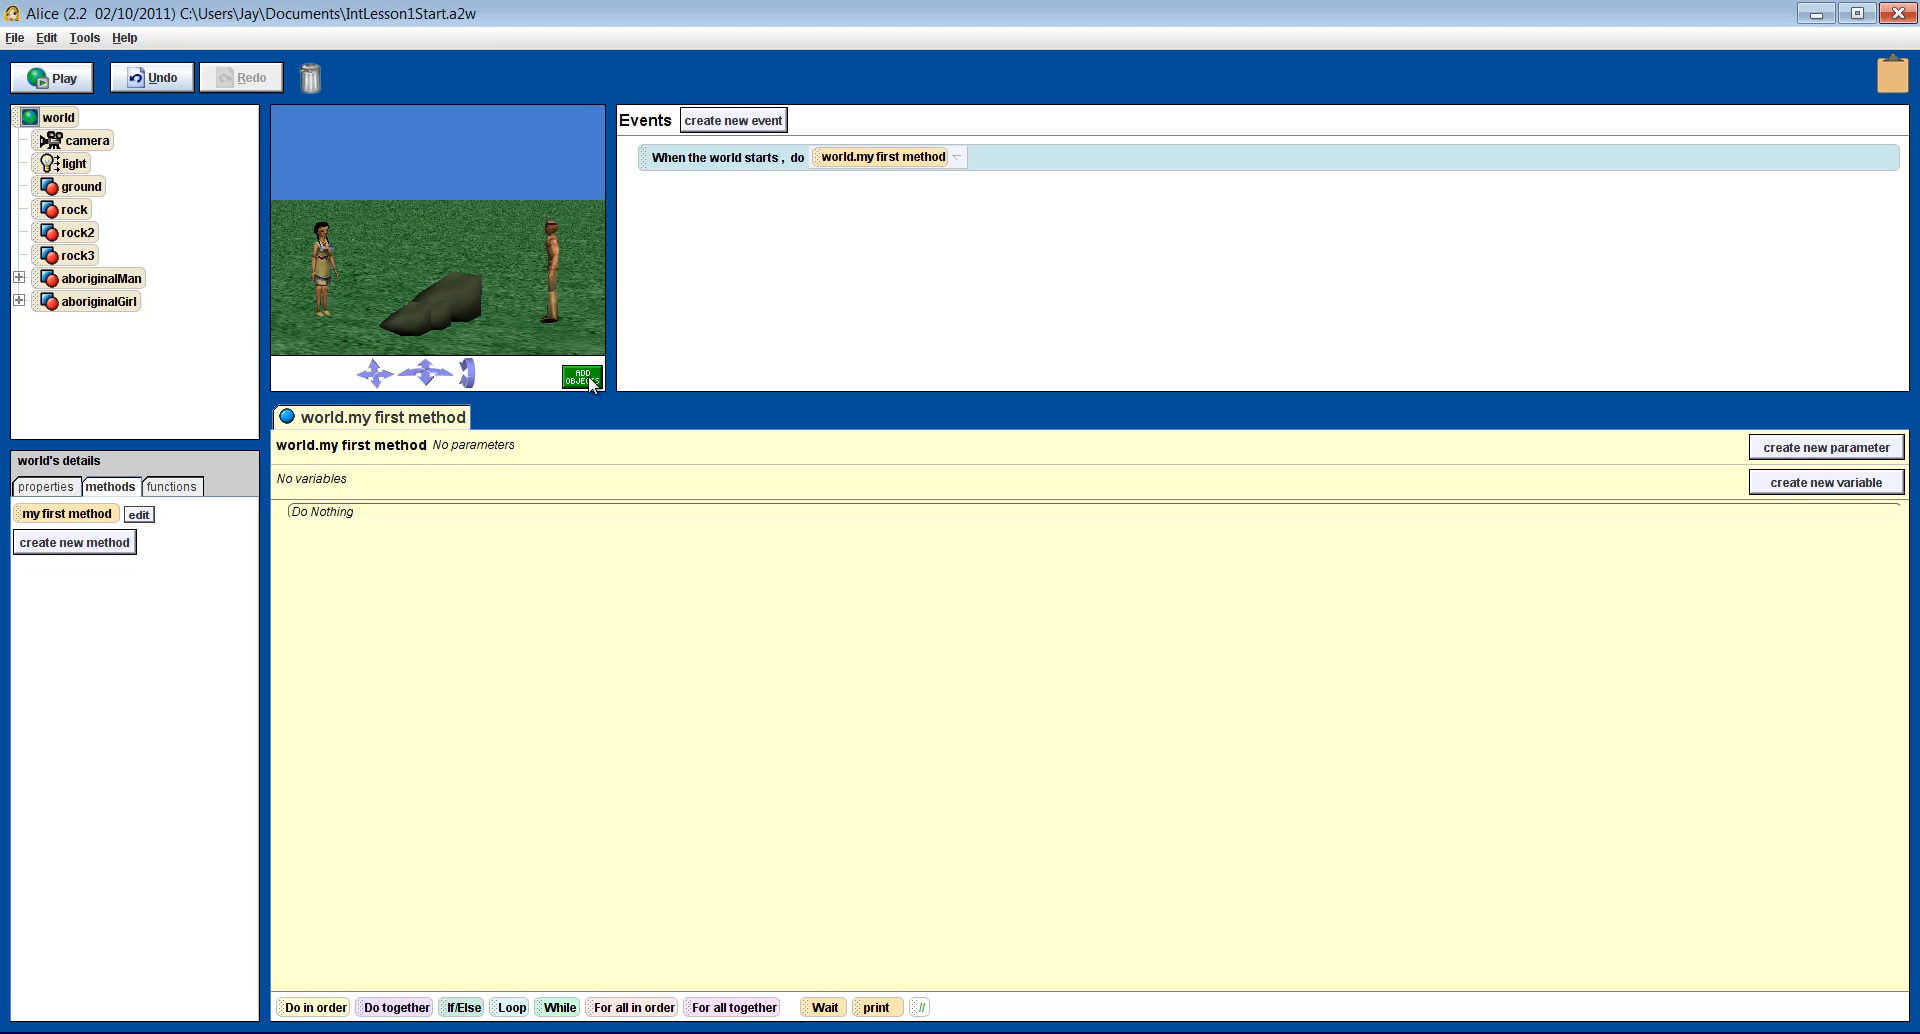 Alice (2.2 02/10/2011) C:\Users\Jay\Documents\IntLesson1Start.a2w
File Edit Tools Help
Play Undo Redo
world
camera
light
ground
rock
rock2
rock3
aboriginalMan
aboriginalGirl
ADD OBJECTS
Events create new event
When the world starts , do world.my first method
world's details
properties methods functions
my first method edit
create new method
world.my first method
world.my first method No parameters create new parameter
No variables create new variable
Do Nothing
Do in order Do together If/Else Loop While For all in order For all together Wait print //